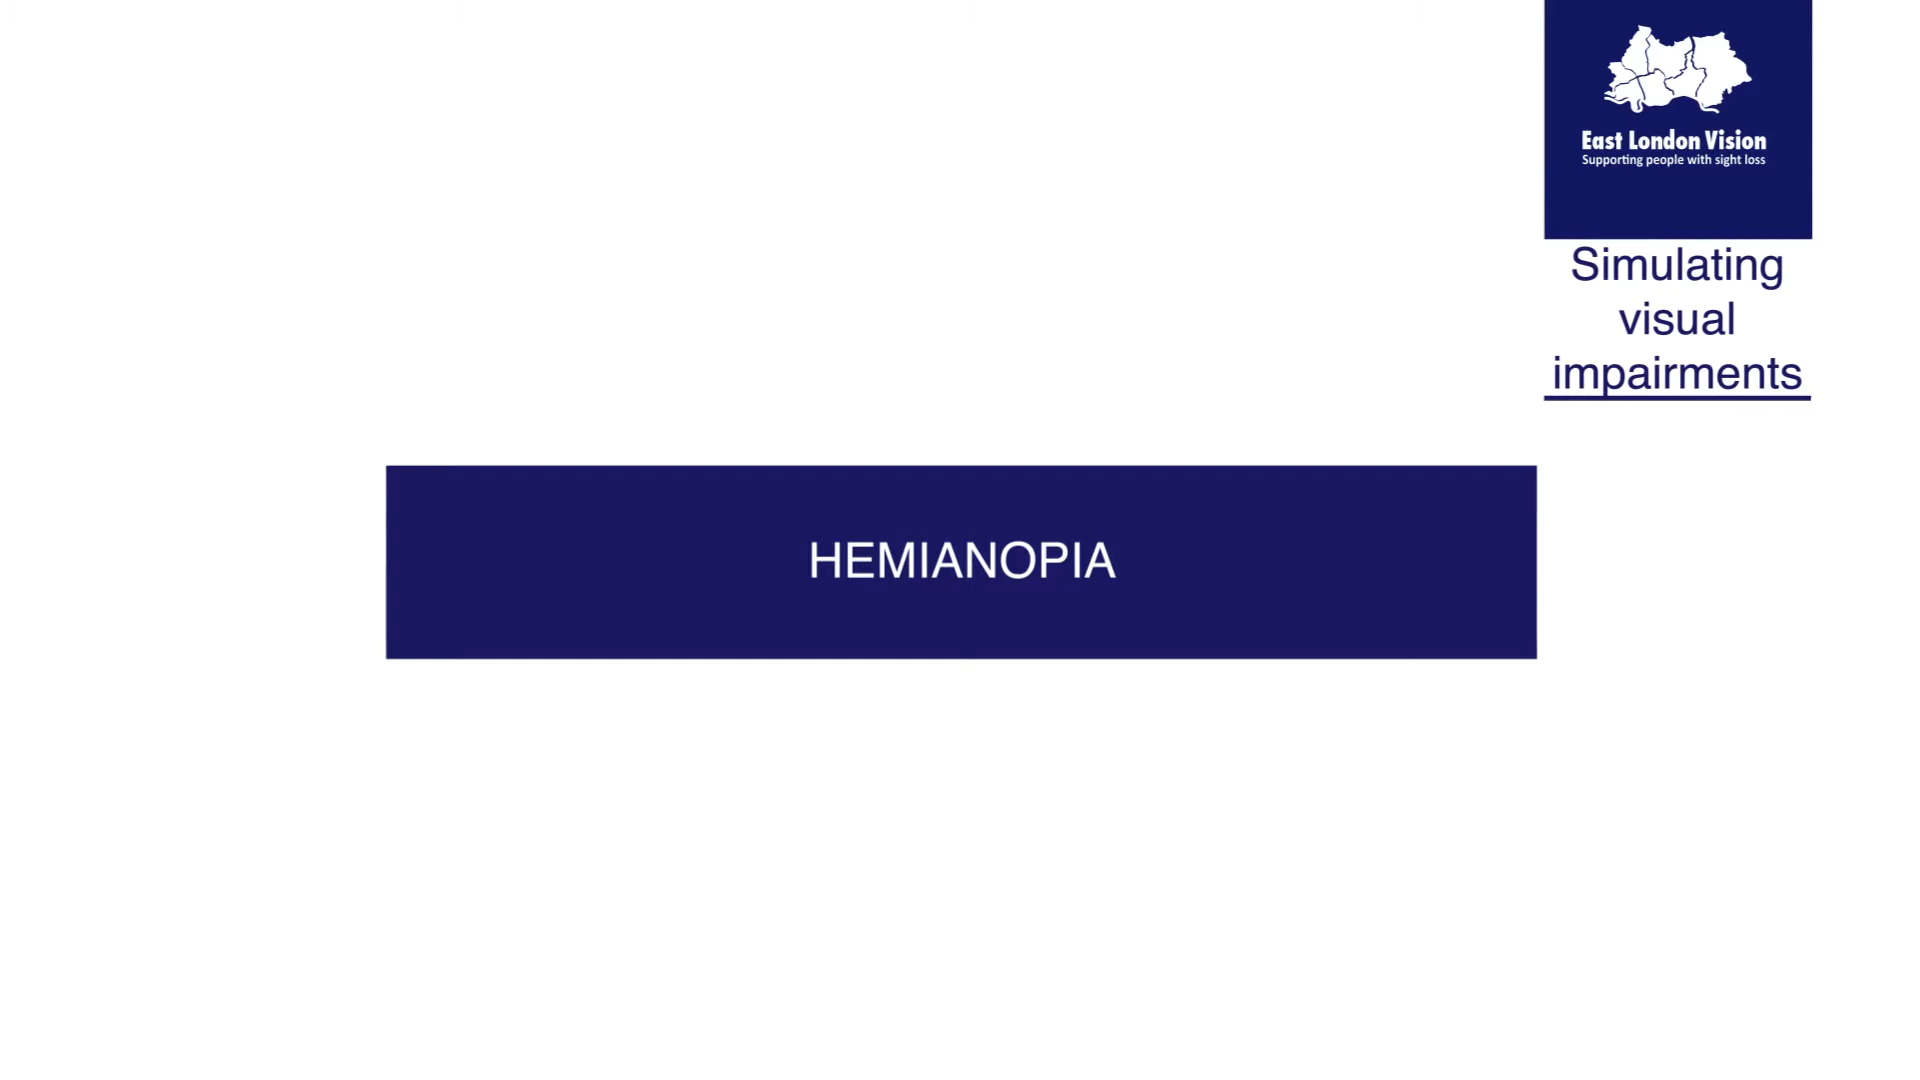 East London Vision
Supporting people with sight loss
Simulating
visual
impairments
HEMIANOPIA